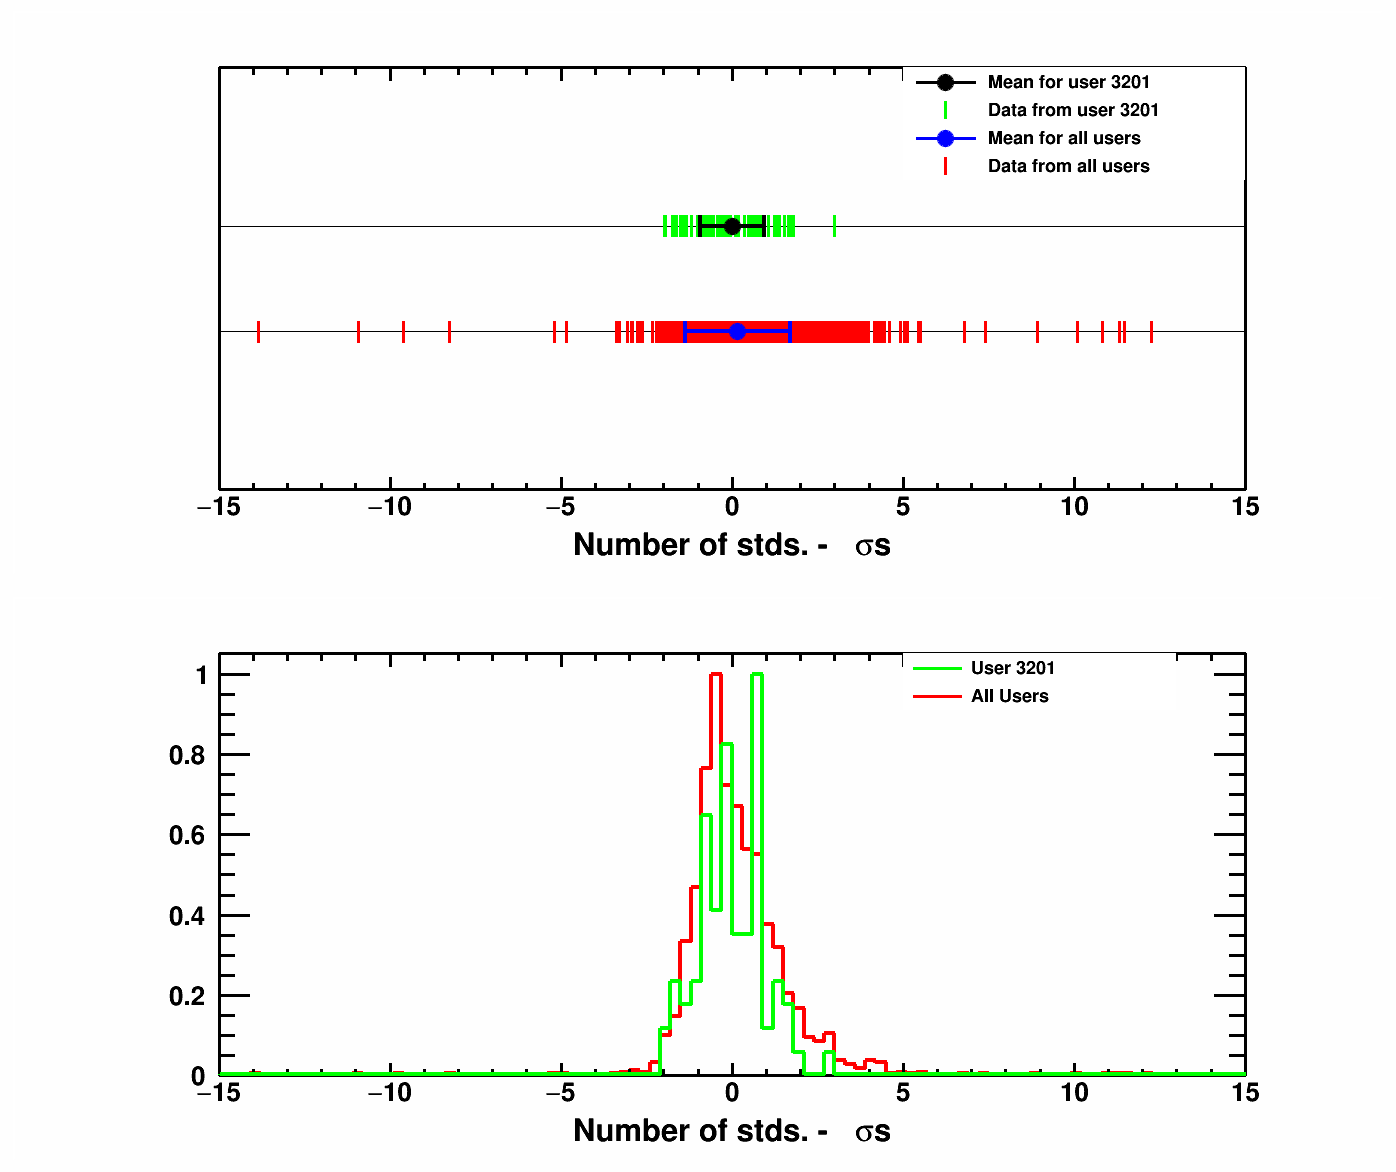 Mean for user 3201
Data from user 3201
Mean for all users
Data from all users
−15 −10 −5 0 5 10 15
Number of stds. - σs
User 3201
All Users
1
0.8
0.6
0.4
0.2
0
−15 −10 −5 0 5 10 15
Number of stds. - σs